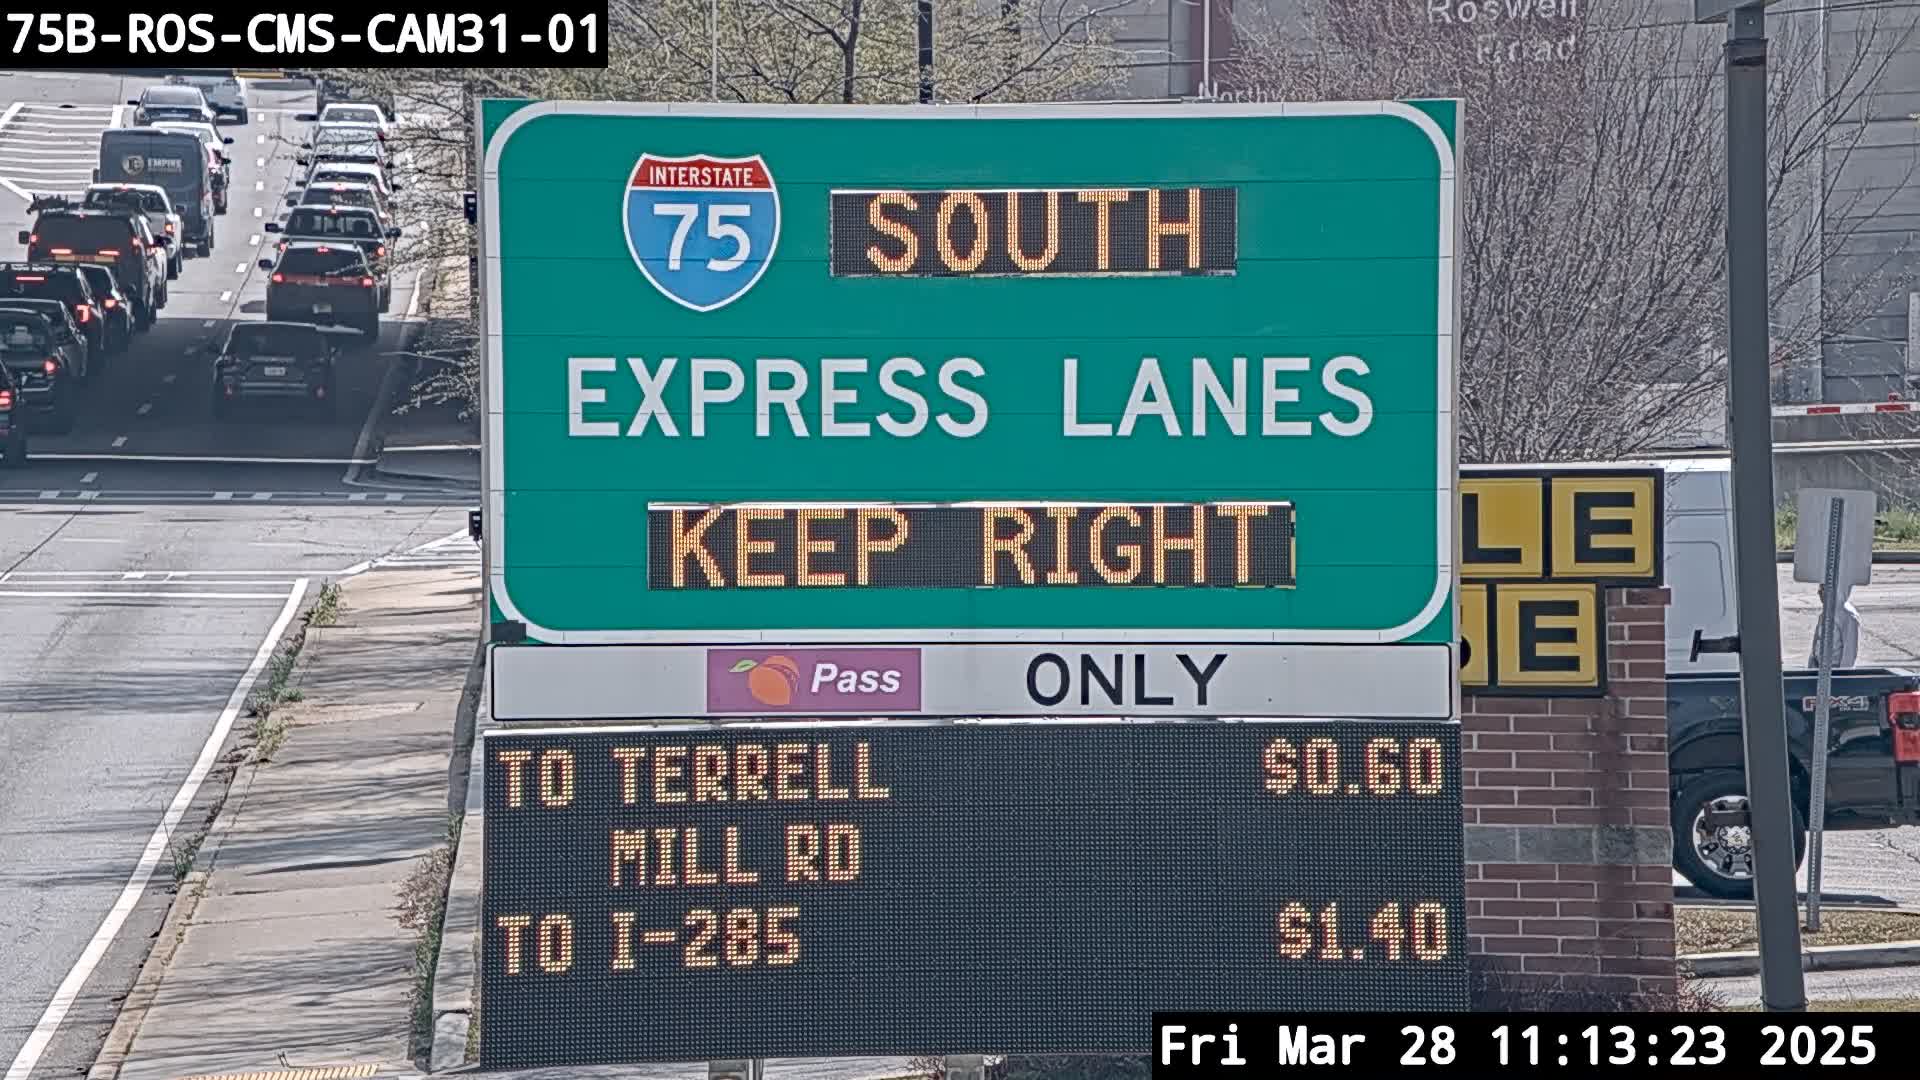 75B-ROS-CMS-CAM31-01
Roswell
Road
EMPIRE
INTERSTATE
75
SOUTH
EXPRESS LANES
KEEP RIGHT
Pass ONLY
TO TERRELL $0.60
MILL RD
TO I-285 $1.40
LE
E
FX4
Fri Mar 28 11:13:23 2025